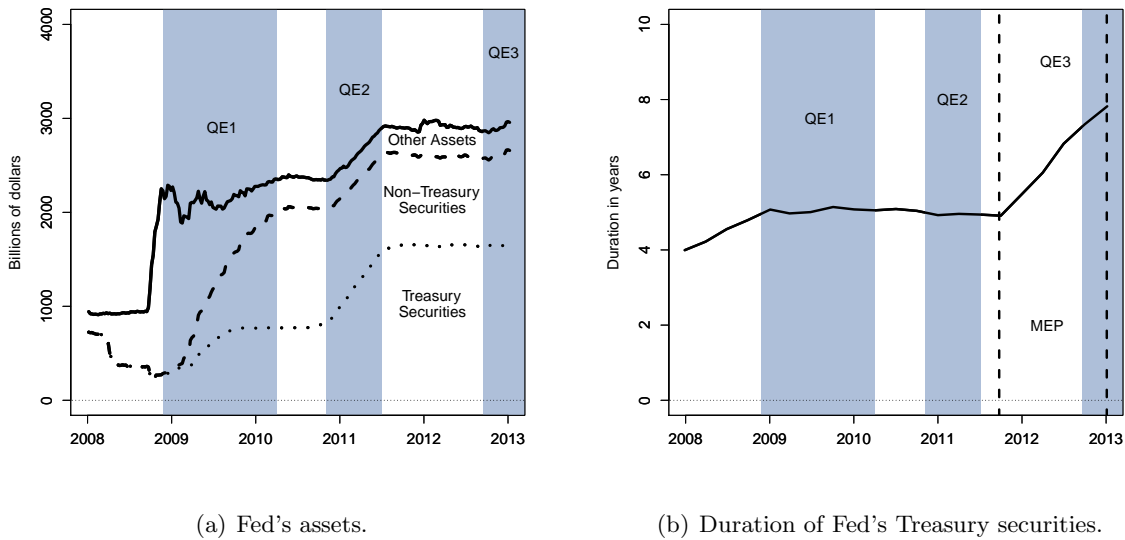 4000
3000
2000
1000
0
Billions of dollars
QE1
QE2
QE3
Other Assets
Non−Treasury
Securities
Treasury
Securities
2008 2009 2010 2011 2012 2013
(a) Fed's assets.
10
8
6
4
2
0
Duration in years
QE1
QE2
QE3
MEP
2008 2009 2010 2011 2012 2013
(b) Duration of Fed's Treasury securities.